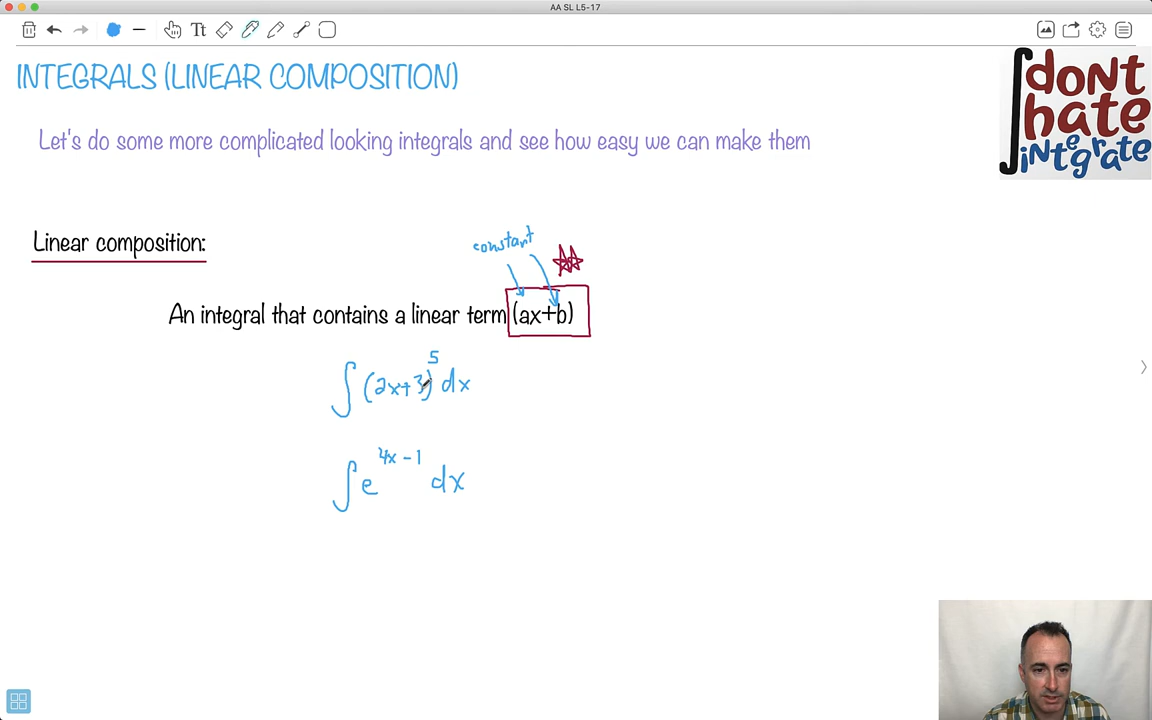 AA SL L5-17
Tt
INTEGRALS (LINEAR COMPOSITION)
∫dont hate integrate
Let's do some more complicated looking integrals and see how easy we can make them
Linear composition:
constant
An integral that contains a linear term (ax+b)
∫(2x+3)⁵ dx
∫e^(4x-1) dx